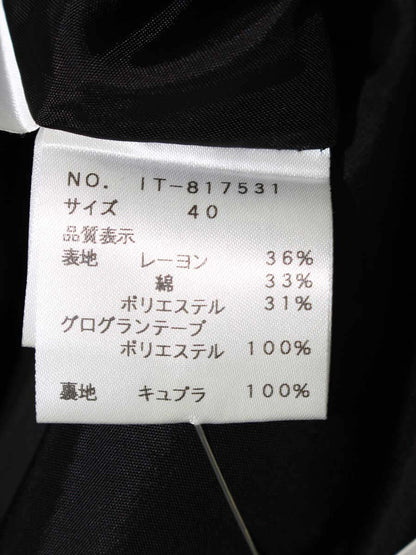 NO. IT-817531
サイズ 40
品質表示
表地 レーヨン 36%
綿 33%
ポリエステル 31%
グログランテープ
ポリエステル 100%
裏地 キュプラ 100%